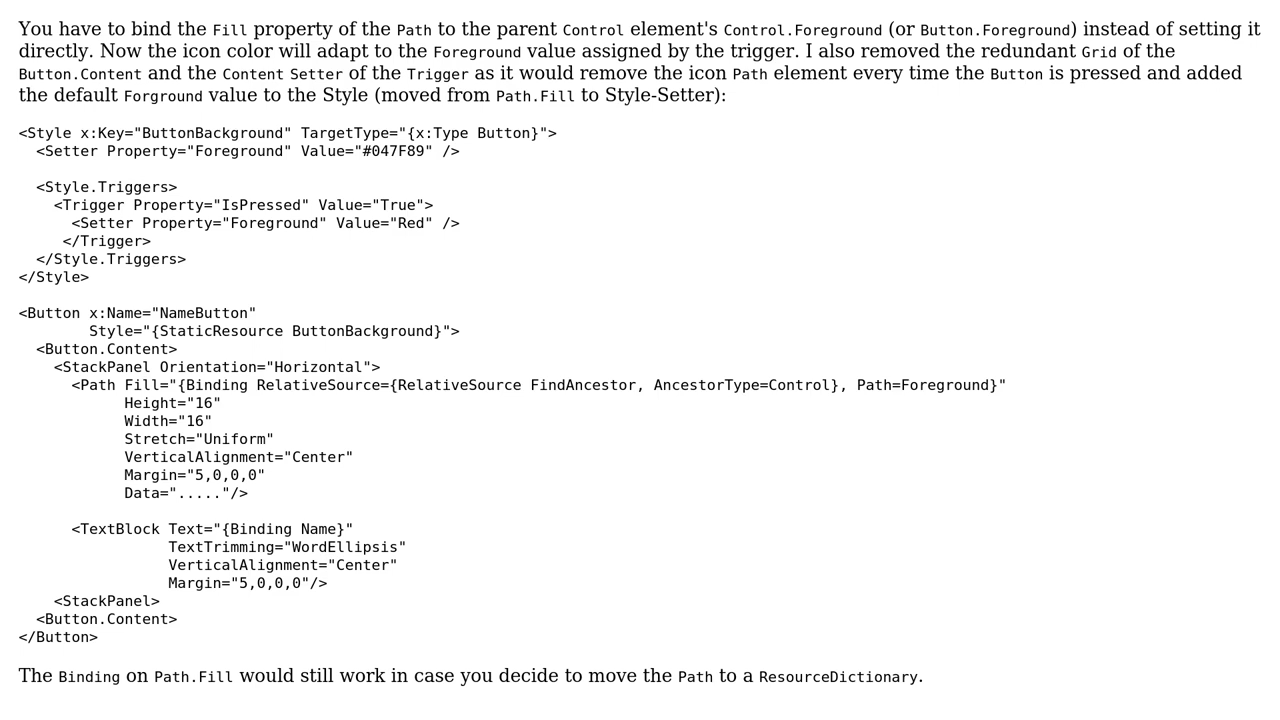 You have to bind the Fill property of the Path to the parent Control element's Control.Foreground (or Button.Foreground) instead of setting it
directly. Now the icon color will adapt to the Foreground value assigned by the trigger. I also removed the redundant Grid of the
Button.Content and the Content Setter of the Trigger as it would remove the icon Path element every time the Button is pressed and added
the default Forground value to the Style (moved from Path.Fill to Style-Setter):
<Style x:Key="ButtonBackground" TargetType="{x:Type Button}">
  <Setter Property="Foreground" Value="#047F89" />

  <Style.Triggers>
    <Trigger Property="IsPressed" Value="True">
      <Setter Property="Foreground" Value="Red" />
     </Trigger>
  </Style.Triggers>
</Style>

<Button x:Name="NameButton"
        Style="{StaticResource ButtonBackground}">
  <Button.Content>
    <StackPanel Orientation="Horizontal">
      <Path Fill="{Binding RelativeSource={RelativeSource FindAncestor, AncestorType=Control}, Path=Foreground}"
            Height="16"
            Width="16"
            Stretch="Uniform"
            VerticalAlignment="Center"
            Margin="5,0,0,0"
            Data="....."/>

      <TextBlock Text="{Binding Name}"
                 TextTrimming="WordEllipsis"
                 VerticalAlignment="Center"
                 Margin="5,0,0,0"/>
    <StackPanel>
  <Button.Content>
</Button>
The Binding on Path.Fill would still work in case you decide to move the Path to a ResourceDictionary.